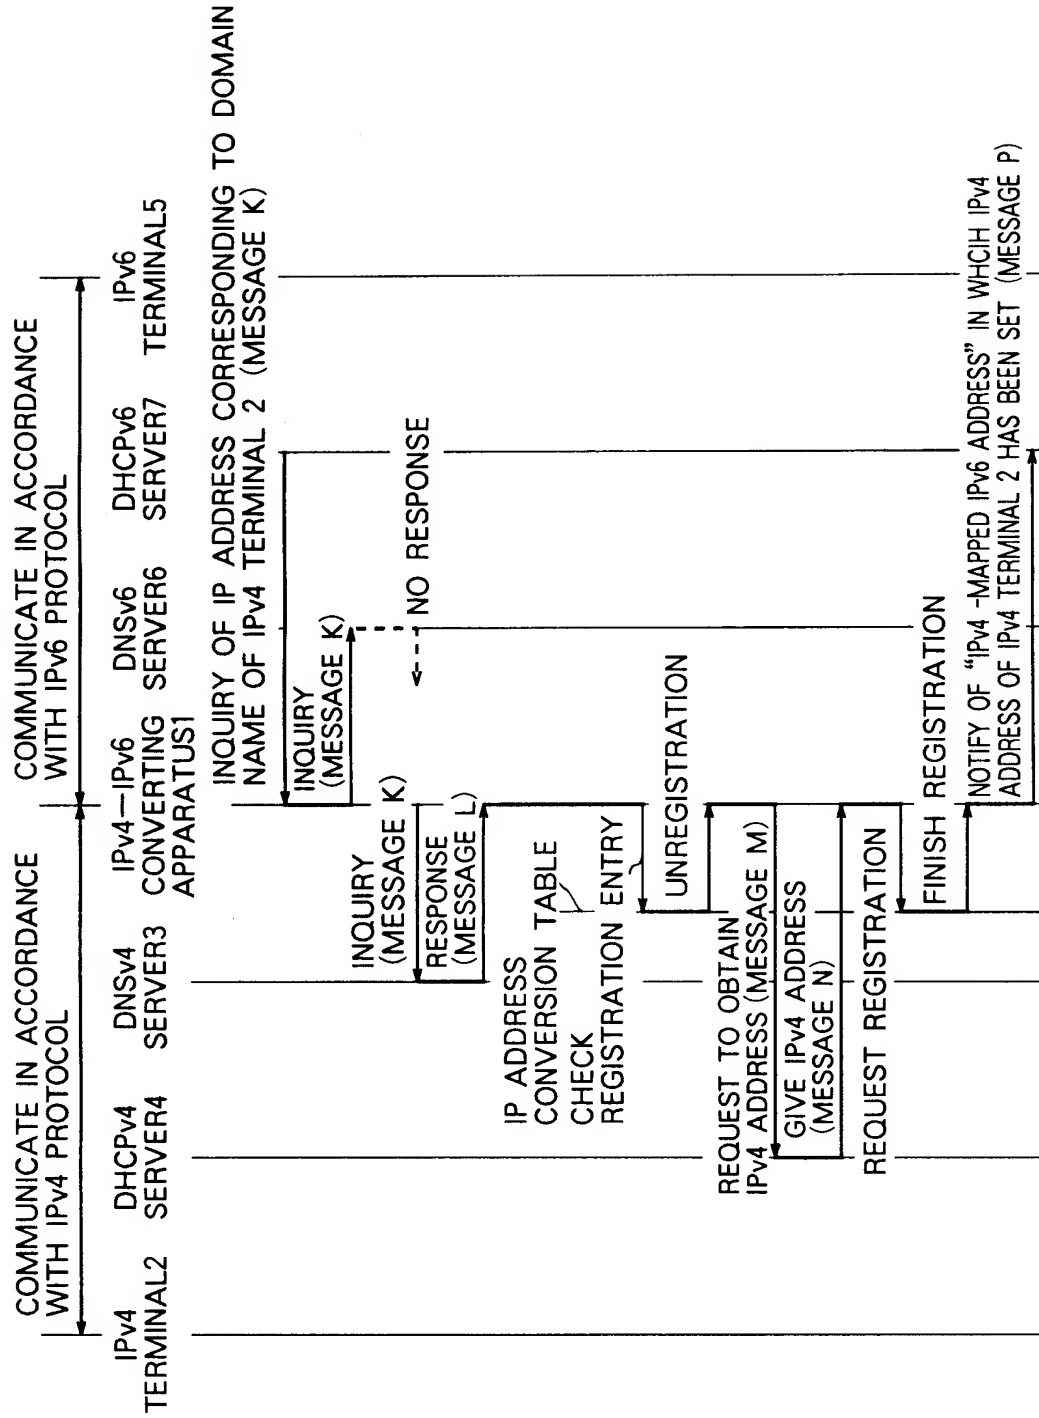 COMMUNICATE IN ACCORDANCE
WITH IPv4 PROTOCOL
COMMUNICATE IN ACCORDANCE
WITH IPv6 PROTOCOL
IPv4
TERMINAL2
DHCPv4
SERVER4
DNSv4
SERVER3
IPv4—IPv6
CONVERTING
APPARATUS1
DNSv6
SERVER6
DHCPv6
SERVER7
IPv6
TERMINAL5
INQUIRY OF IP ADDRESS CORRESPONDING TO DOMAIN
NAME OF IPv4 TERMINAL 2 (MESSAGE K)
INQUIRY
(MESSAGE K)
NO RESPONSE
INQUIRY
(MESSAGE K)
RESPONSE
(MESSAGE L)
IP ADDRESS
CONVERSION TABLE
CHECK
REGISTRATION ENTRY
UNREGISTRATION
REQUEST TO OBTAIN
IPv4 ADDRESS (MESSAGE M)
GIVE IPv4 ADDRESS
(MESSAGE N)
REQUEST REGISTRATION
FINISH REGISTRATION
NOTIFY OF "IPv4 -MAPPED IPv6 ADDRESS" IN WHCIH IPv4
ADDRESS OF IPv4 TERMINAL 2 HAS BEEN SET (MESSAGE P)